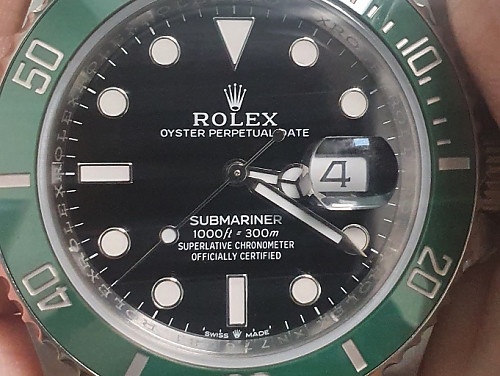 50
10
ROLEX
OYSTER PERPETUAL DATE
4
SUBMARINER
1000ft = 300m
SUPERLATIVE CHRONOMETER
OFFICIALLY CERTIFIED
40
20
SWISS MADE